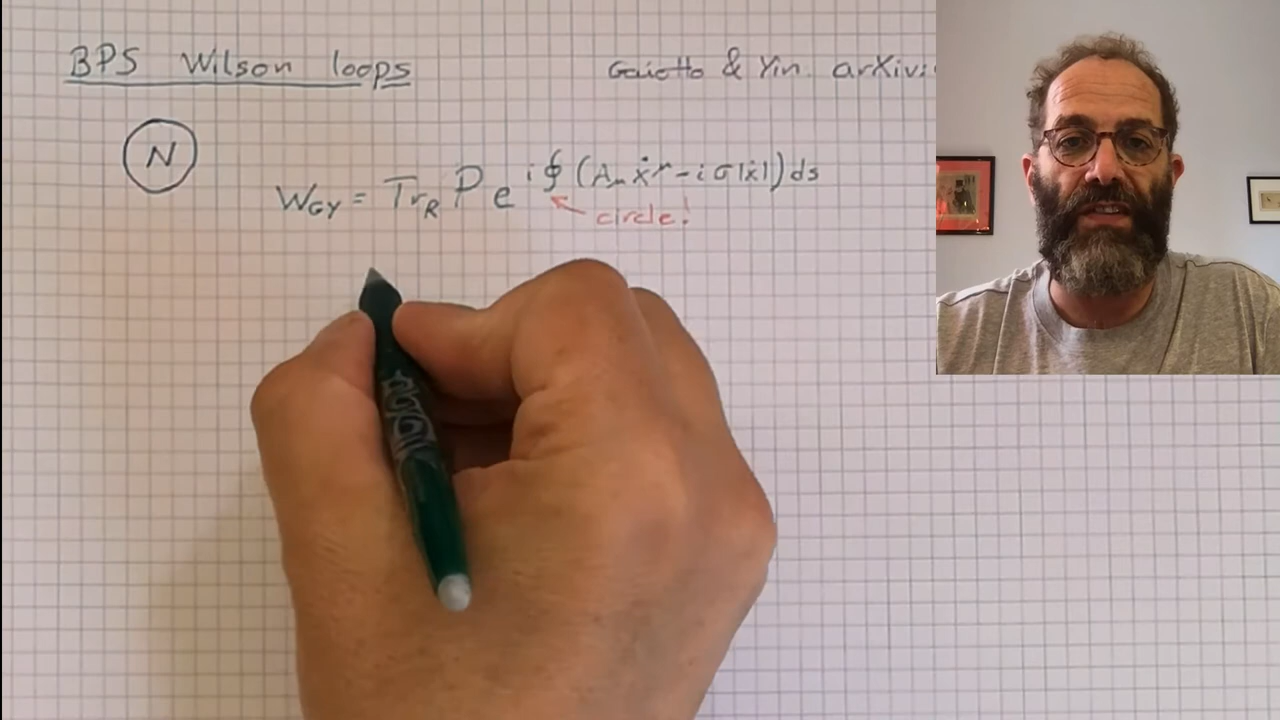 BPS Wilson loops
Gaiotto & Yin arXiv:
N
W_GY = Tr_R P e^{i∮(A_μ ẋ^μ - iσ|ẋ|)ds}
circle!